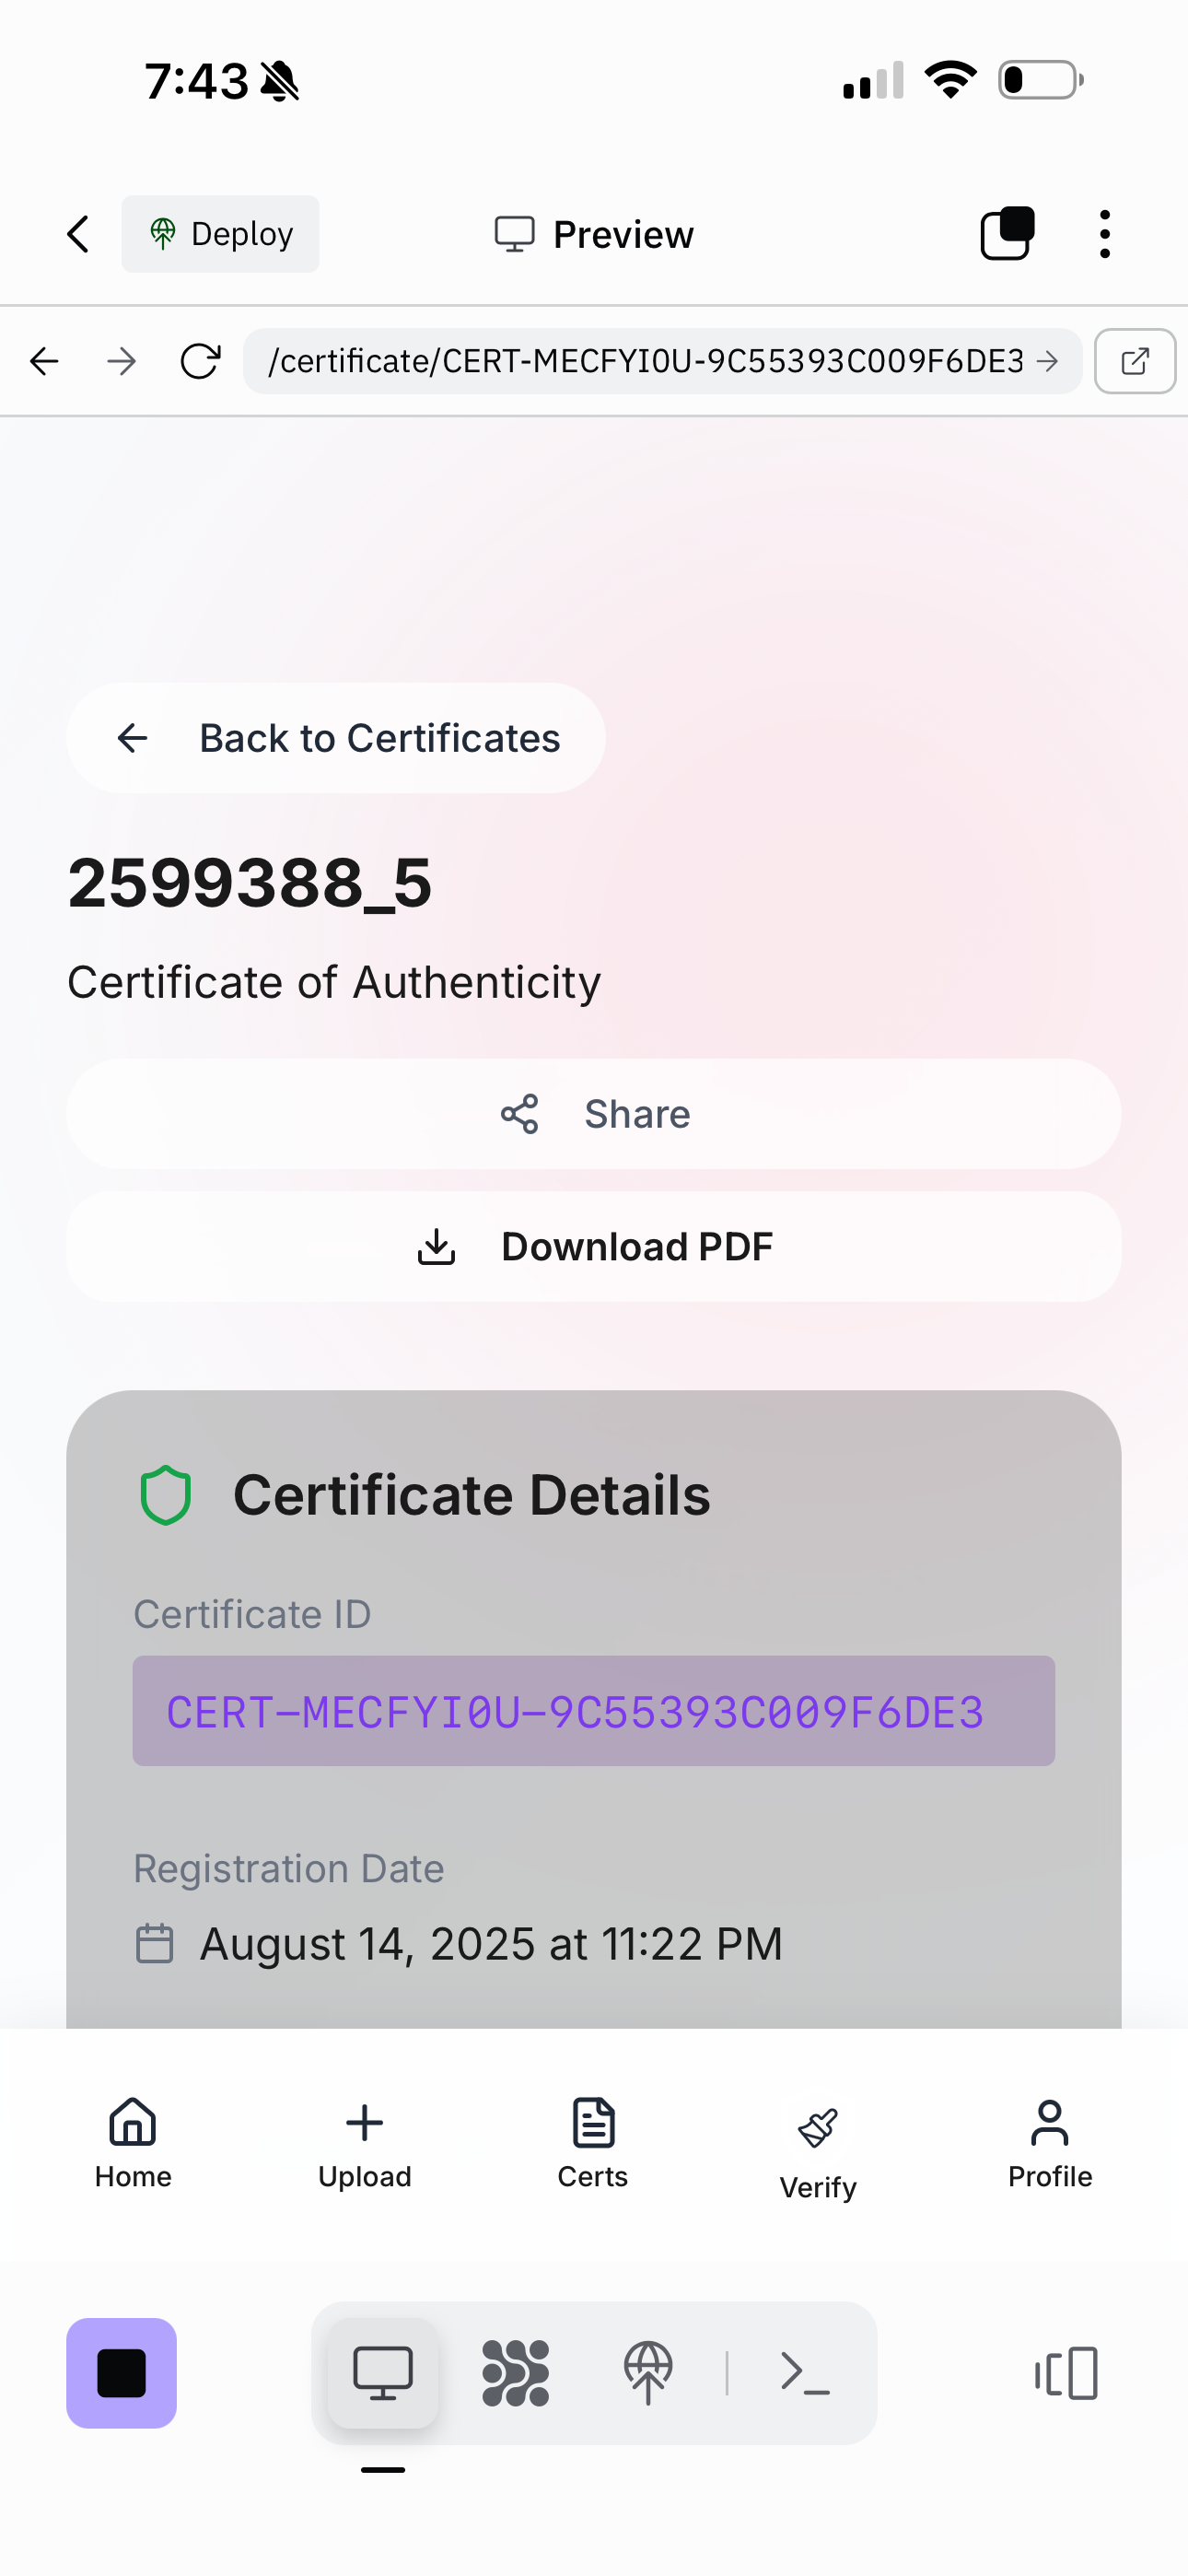 7:43
Deploy
Preview
/certificate/CERT-MECFYI0U-9C55393C009F6DE3
Back to Certificates
2599388_5
Certificate of Authenticity
Share
Download PDF
Certificate Details
Certificate ID
CERT–MECFYI0U–9C55393C009F6DE3
Registration Date
August 14, 2025 at 11:22 PM
Home
Upload
Certs
Verify
Profile